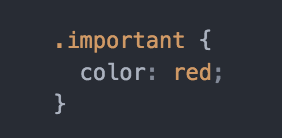 .important {
  color: red;
}